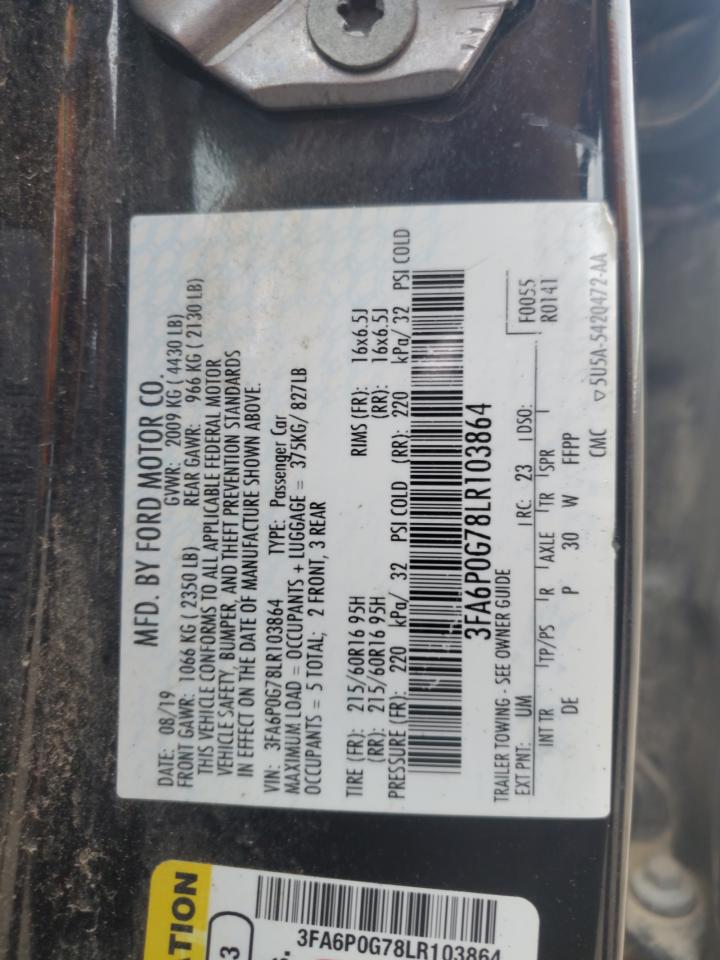 MFD. BY FORD MOTOR CO.
DATE: 08/19 GVWR: 2009 KG ( 4430 LB)
FRONT GAWR: 1066 KG ( 2350 LB) REAR GAWR: 966 KG ( 2130 LB)
THIS VEHICLE CONFORMS TO ALL APPLICABLE FEDERAL MOTOR
VEHICLE SAFETY, BUMPER, AND THEFT PREVENTION STANDARDS
IN EFFECT ON THE DATE OF MANUFACTURE SHOWN ABOVE.
VIN: 3FA6P0G78LR103864 TYPE: Passenger Car
MAXIMUM LOAD = OCCUPANTS + LUGGAGE = 375KG/ 827LB
OCCUPANTS = 5 TOTAL; 2 FRONT, 3 REAR
TIRE (FR): 215/60R16 95H RIMS (FR): 16x6.5J
(RR): 215/60R16 95H (RR): 16x6.5J
PRESSURE (FR): 220 kPa/ 32 PSI COLD (RR): 220 kPa/ 32 PSI COLD
3FA6P0G78LR103864
TRAILER TOWING - SEE OWNER GUIDE
F0055
R0141
EXT PNT: UM RC: 23 DSO:
INT TR TP/PS R AXLE TR SPR
DE P 30 W FFPP
CMC ▽5U5A-5420472-AA
3FA6P0G78LR103864